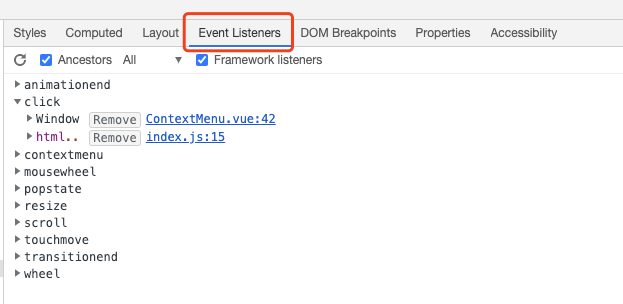 Styles Computed Layout Event Listeners DOM Breakpoints Properties Accessibility
Ancestors All Framework listeners
animationend
click
Window Remove ContextMenu.vue:42
html.. Remove index.js:15
contextmenu
mousewheel
popstate
resize
scroll
touchmove
transitionend
wheel